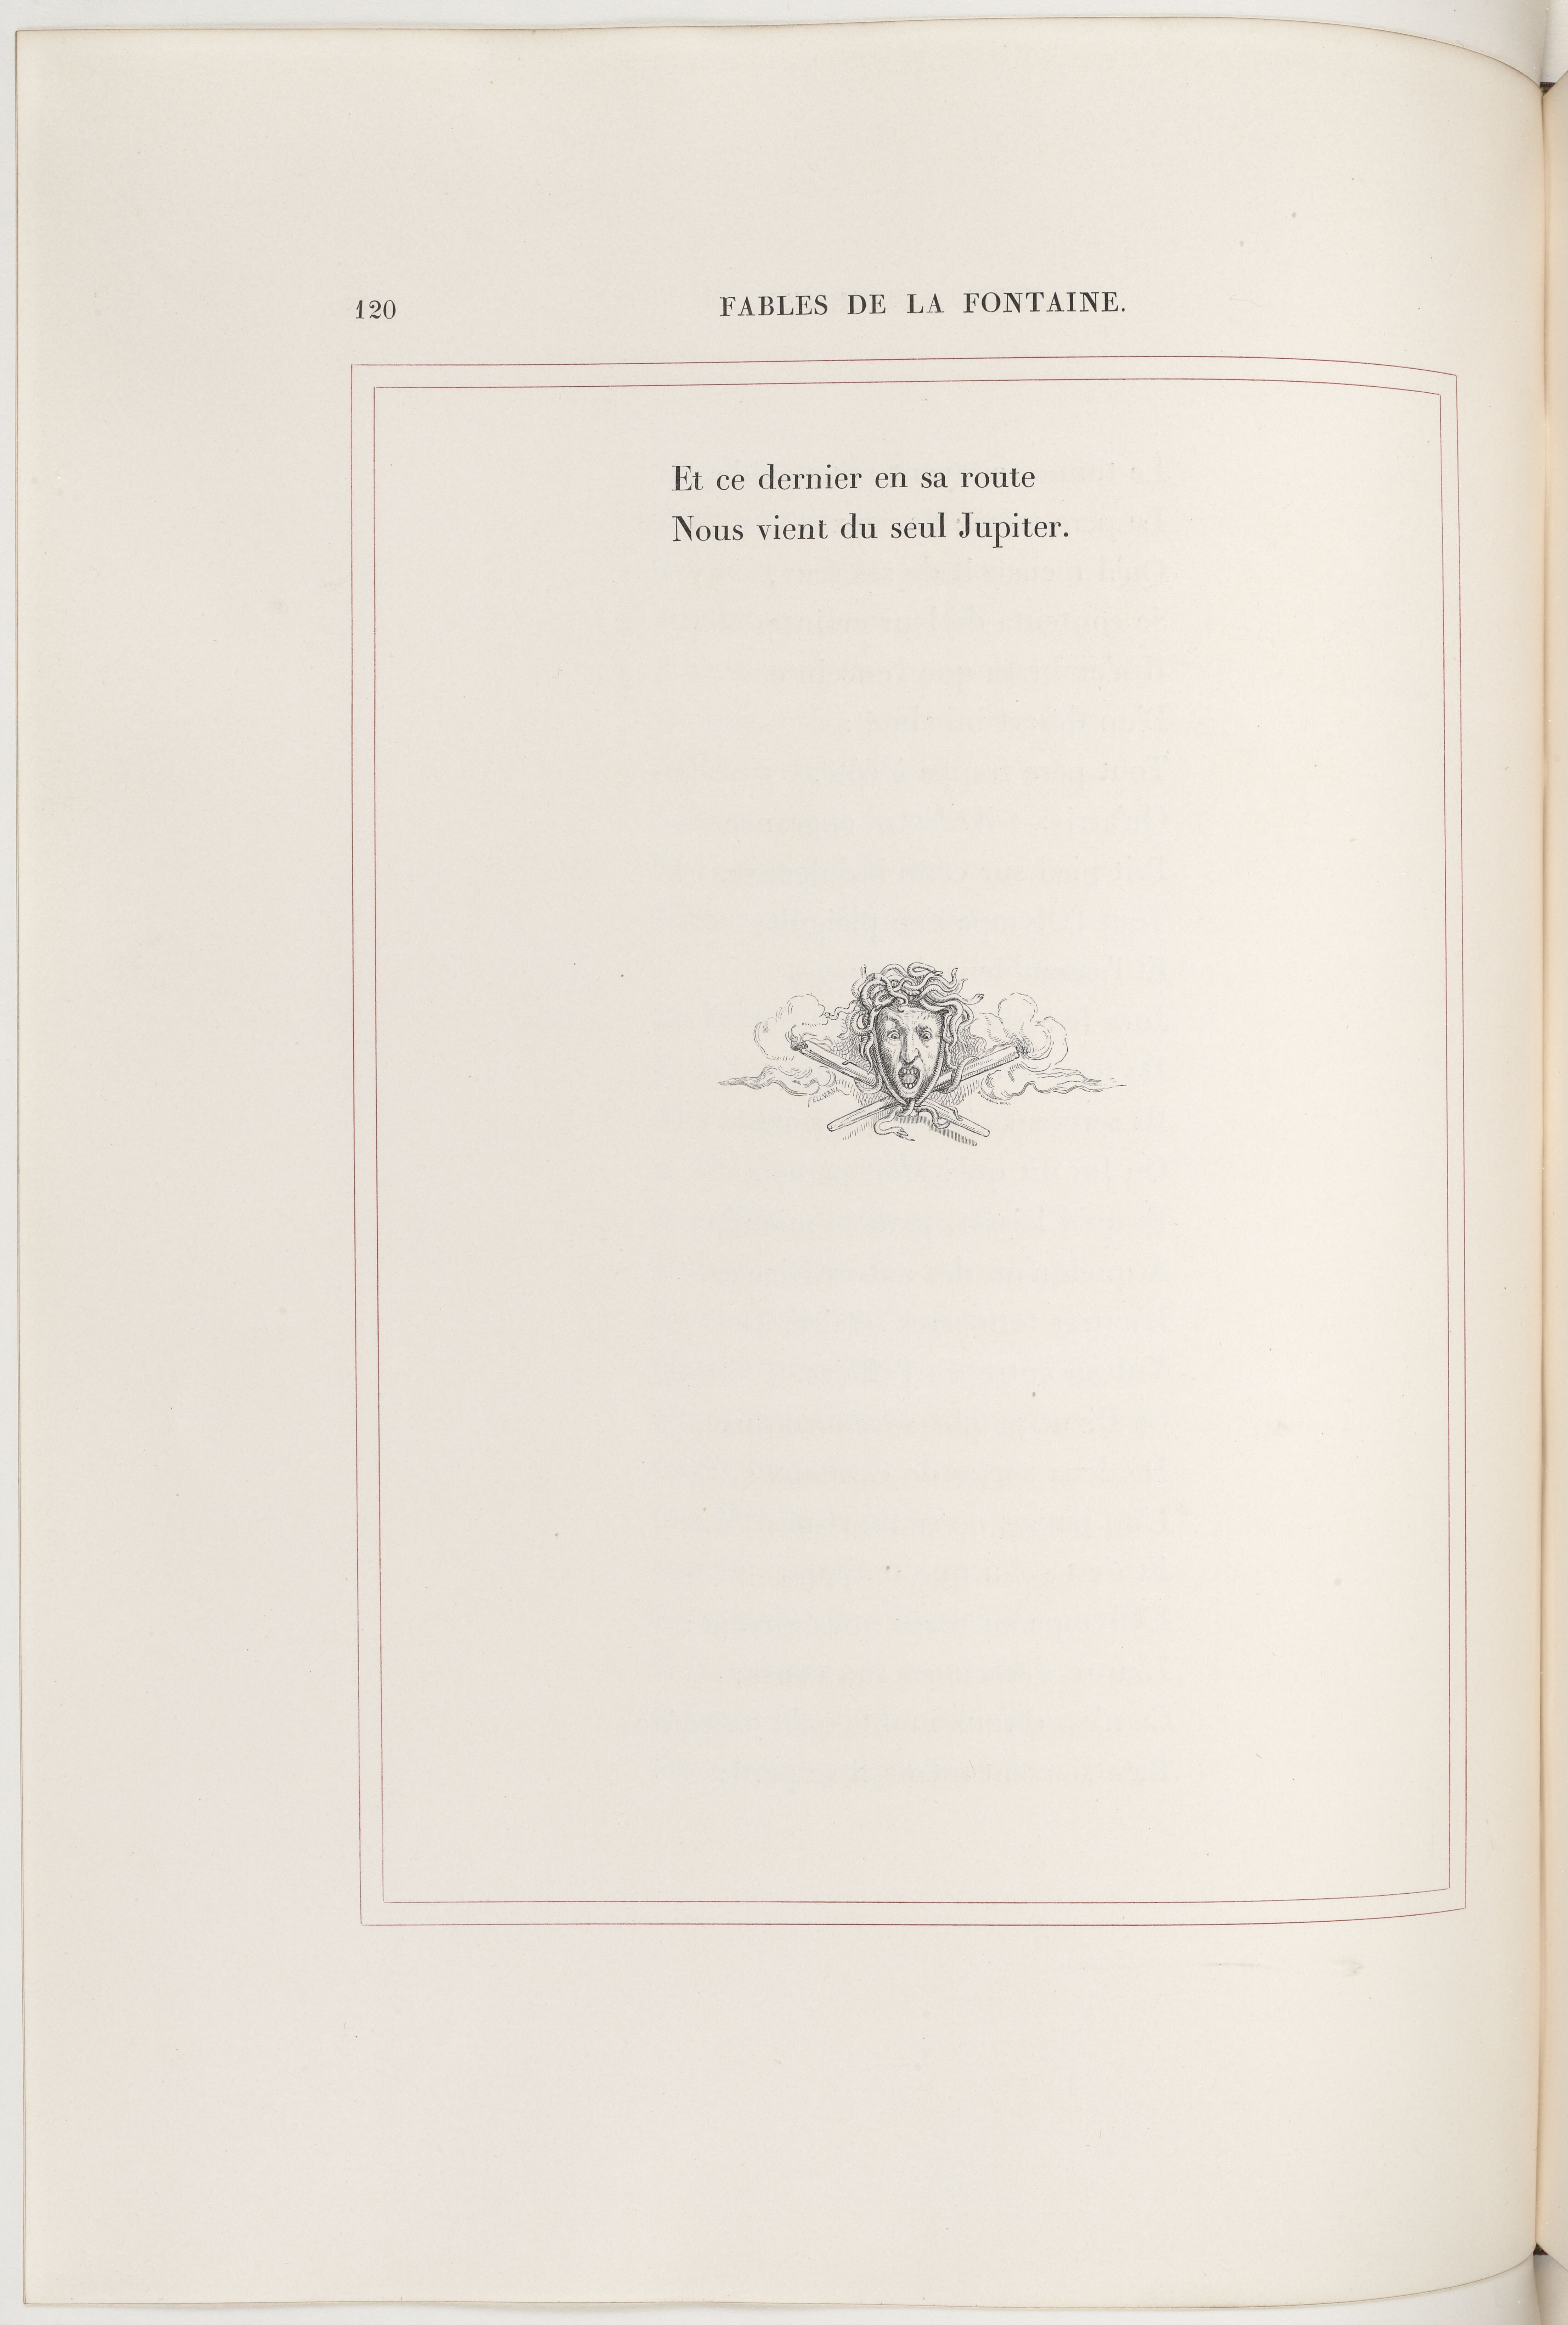 120
FABLES DE LA FONTAINE.
Et ce dernier en sa route
Nous vient du seul Jupiter.